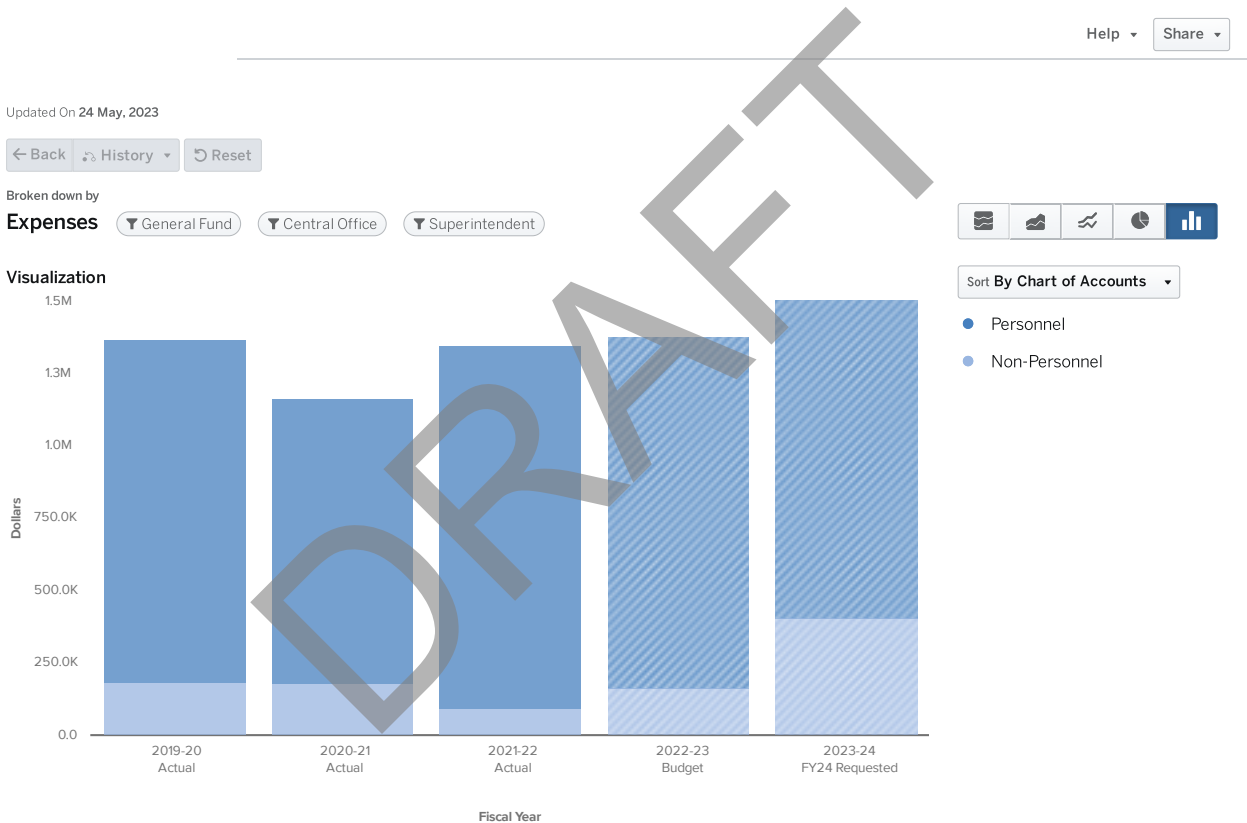 Help
Share
Updated On 24 May, 2023
Back
History
Reset
Broken down by
Expenses
General Fund
Central Office
Superintendent
Visualization
Sort By Chart of Accounts
Personnel
Non-Personnel
1.5M
1.3M
1.0M
750.0K
500.0K
250.0K
0.0
Dollars
2019-20
Actual
2020-21
Actual
2021-22
Actual
2022-23
Budget
2023-24
FY24 Requested
Fiscal Year
DRAFT